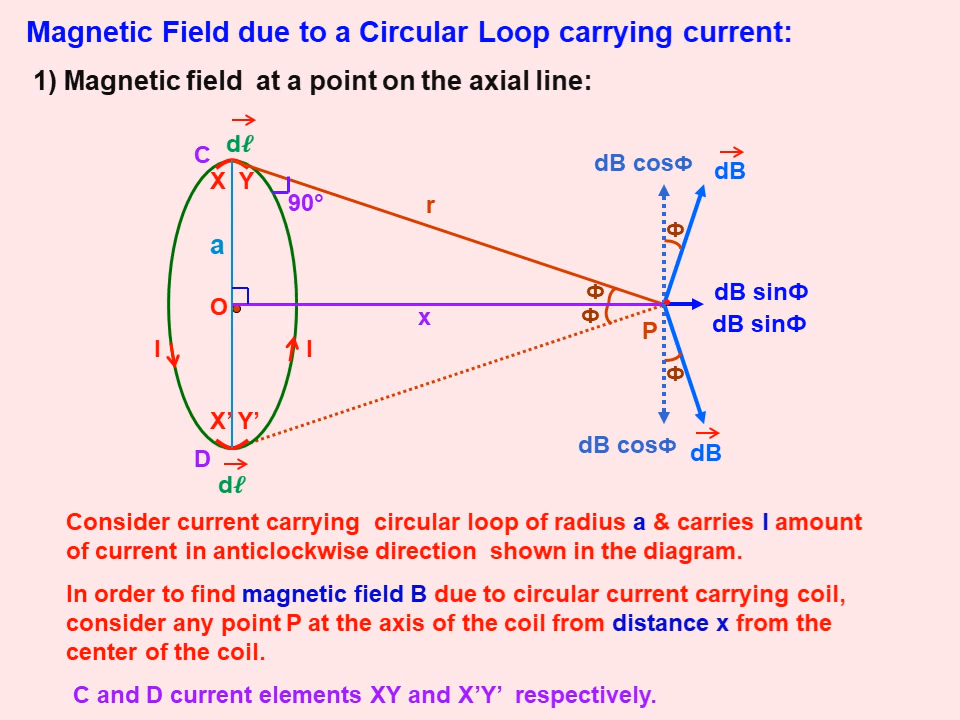 Magnetic Field due to a Circular Loop carrying current:
1) Magnetic field at a point on the axial line:
dℓ
C
X Y
90°
a
r
dB cosΦ
dB
Φ
O
x
Φ
Φ
P
dB sinΦ
dB sinΦ
I
I
Φ
X’ Y’
D
dℓ
dB cosΦ
dB
Consider current carrying circular loop of radius a & carries I amount
of current in anticlockwise direction shown in the diagram.
In order to find magnetic field B due to circular current carrying coil,
consider any point P at the axis of the coil from distance x from the
center of the coil.
C and D current elements XY and X’Y’ respectively.